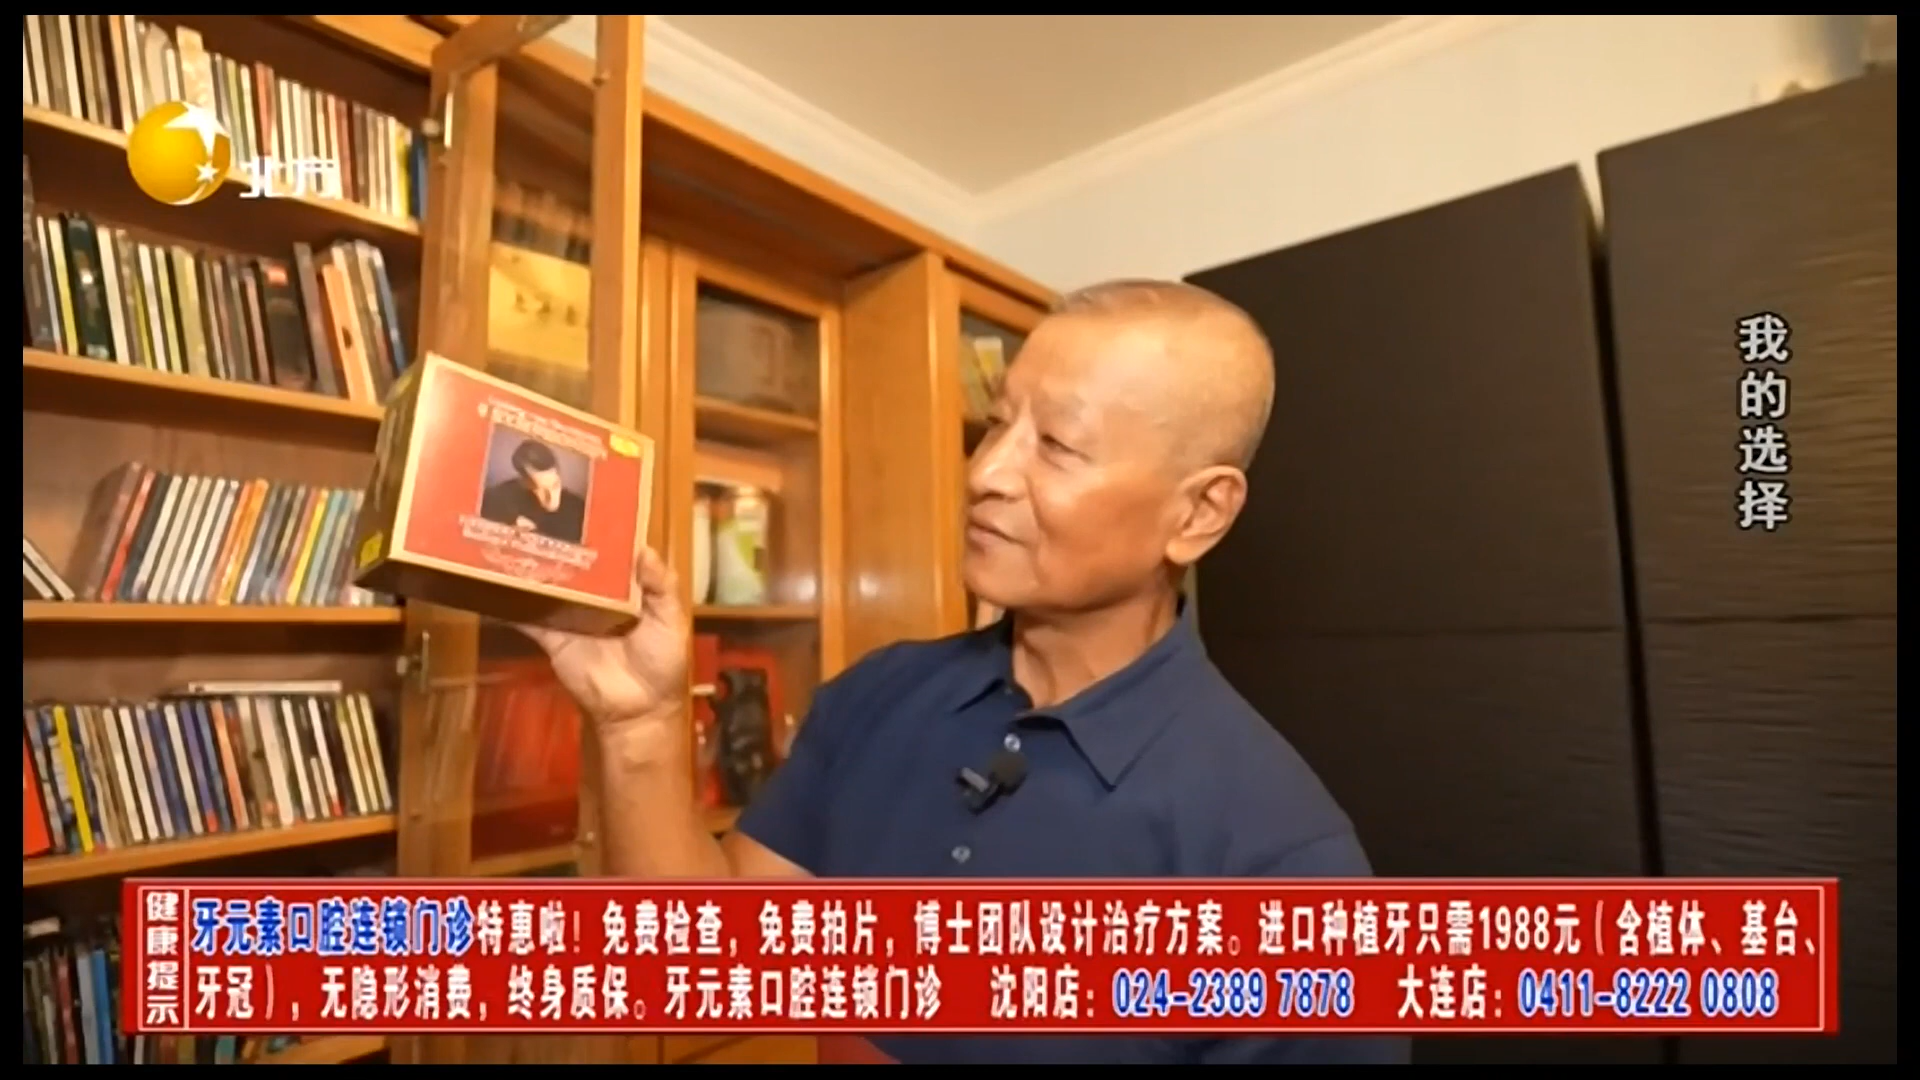 北方
我的选择
健康提示
牙元素口腔连锁门诊特惠啦！免费检查，免费拍片，博士团队设计治疗方案。进口种植牙只需1988元（含植体、基台、
牙冠），无隐形消费，终身质保。牙元素口腔连锁门诊 沈阳店：024-2389 7878 大连店：0411-8222 0808